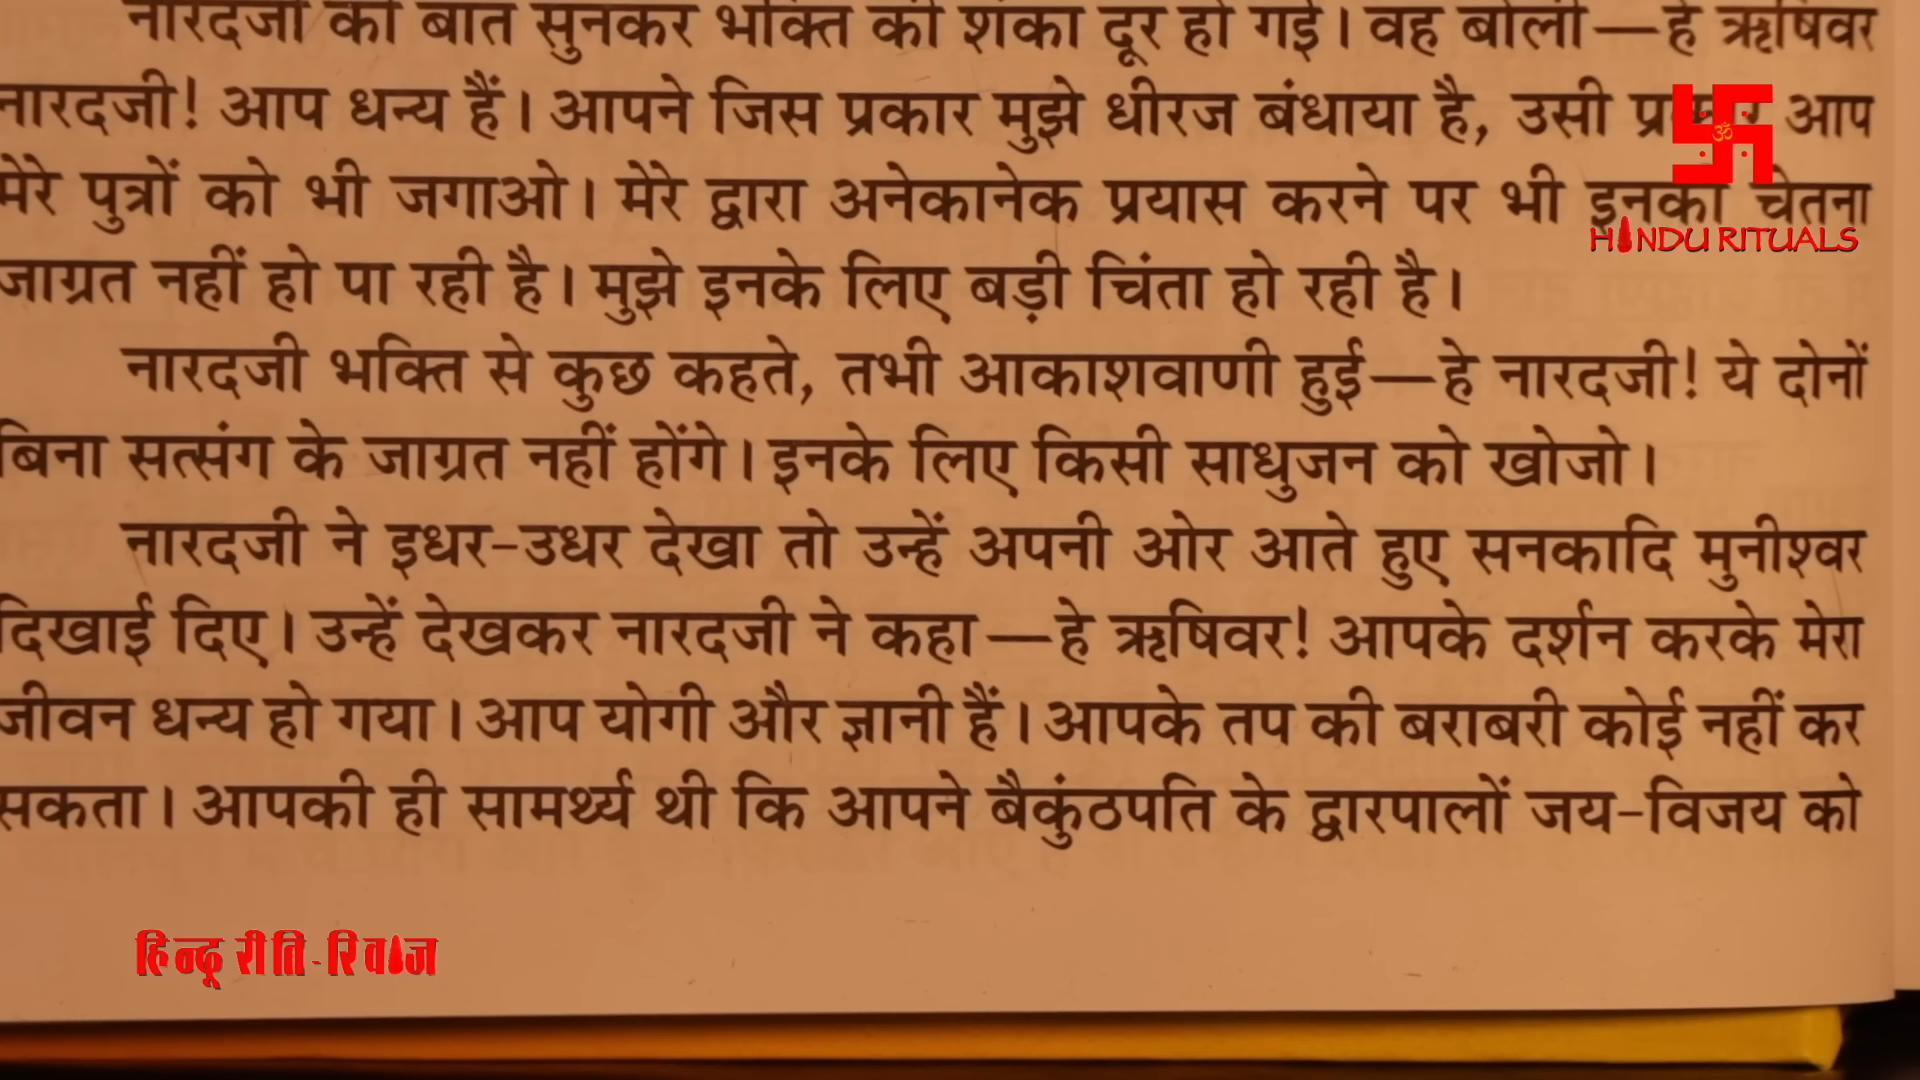 नारदजी की बात सुनकर भक्ति की शंका दूर हो गई। वह बोली—हे ऋषिवर
नारदजी! आप धन्य हैं। आपने जिस प्रकार मुझे धीरज बंधाया है, उसी प्रकार आप
मेरे पुत्रों को भी जगाओ। मेरे द्वारा अनेकानेक प्रयास करने पर भी इनकी चेतना
जाग्रत नहीं हो पा रही है। मुझे इनके लिए बड़ी चिंता हो रही है।
नारदजी भक्ति से कुछ कहते, तभी आकाशवाणी हुई—हे नारदजी! ये दोनों
बिना सत्संग के जाग्रत नहीं होंगे। इनके लिए किसी साधुजन को खोजो।
नारदजी ने इधर-उधर देखा तो उन्हें अपनी ओर आते हुए सनकादि मुनीश्वर
दिखाई दिए। उन्हें देखकर नारदजी ने कहा—हे ऋषिवर! आपके दर्शन करके मेरा
जीवन धन्य हो गया। आप योगी और ज्ञानी हैं। आपके तप की बराबरी कोई नहीं कर
सकता। आपकी ही सामर्थ्य थी कि आपने बैकुंठपति के द्वारपालों जय-विजय को
ॐ
HINDU RITUALS
हिन्दू रीति-रिवाज